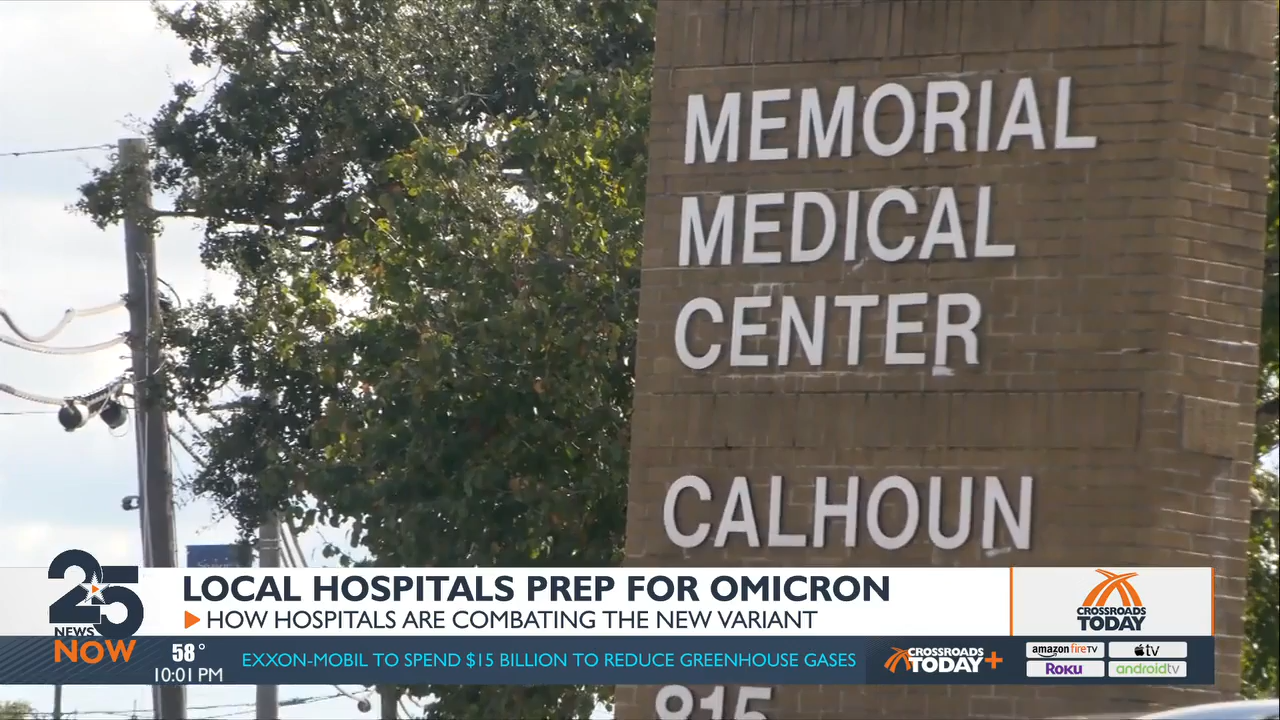 MEMORIAL
MEDICAL
CENTER
CALHOUN
815
25
NEWS
NOW
LOCAL HOSPITALS PREP FOR OMICRON
HOW HOSPITALS ARE COMBATING THE NEW VARIANT
CROSSROADS
TODAY
58°
10:01 PM
EXXON-MOBIL TO SPEND $15 BILLION TO REDUCE GREENHOUSE GASES
CROSSROADS
TODAY+
amazon fireTV
tv
Roku
androidtv